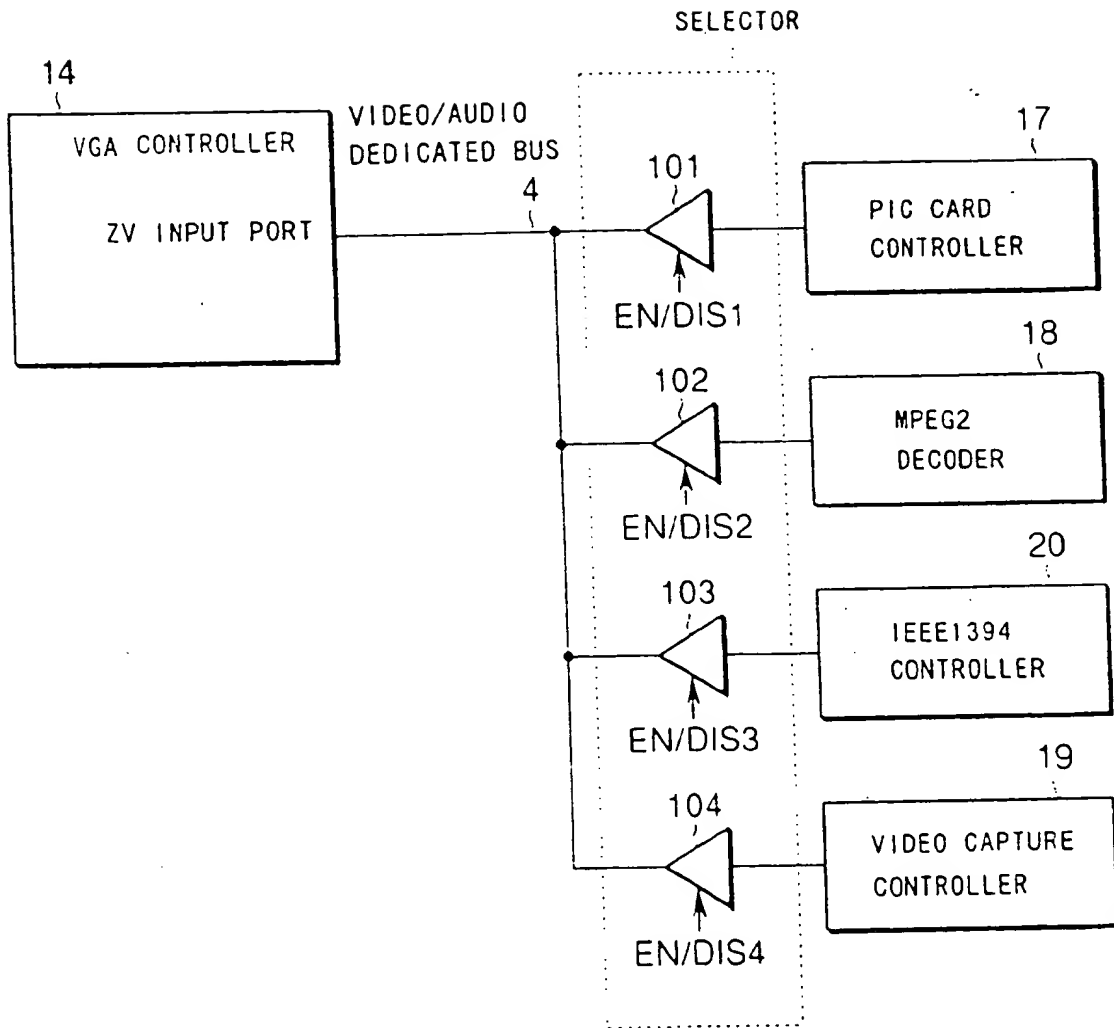 SELECTOR
14
VGA CONTROLLER
ZV INPUT PORT
VIDEO/AUDIO
DEDICATED BUS
4
101
EN/DIS1
17
PIC CARD
CONTROLLER
102
EN/DIS2
18
MPEG2
DECODER
103
EN/DIS3
20
IEEE1394
CONTROLLER
104
EN/DIS4
19
VIDEO CAPTURE
CONTROLLER